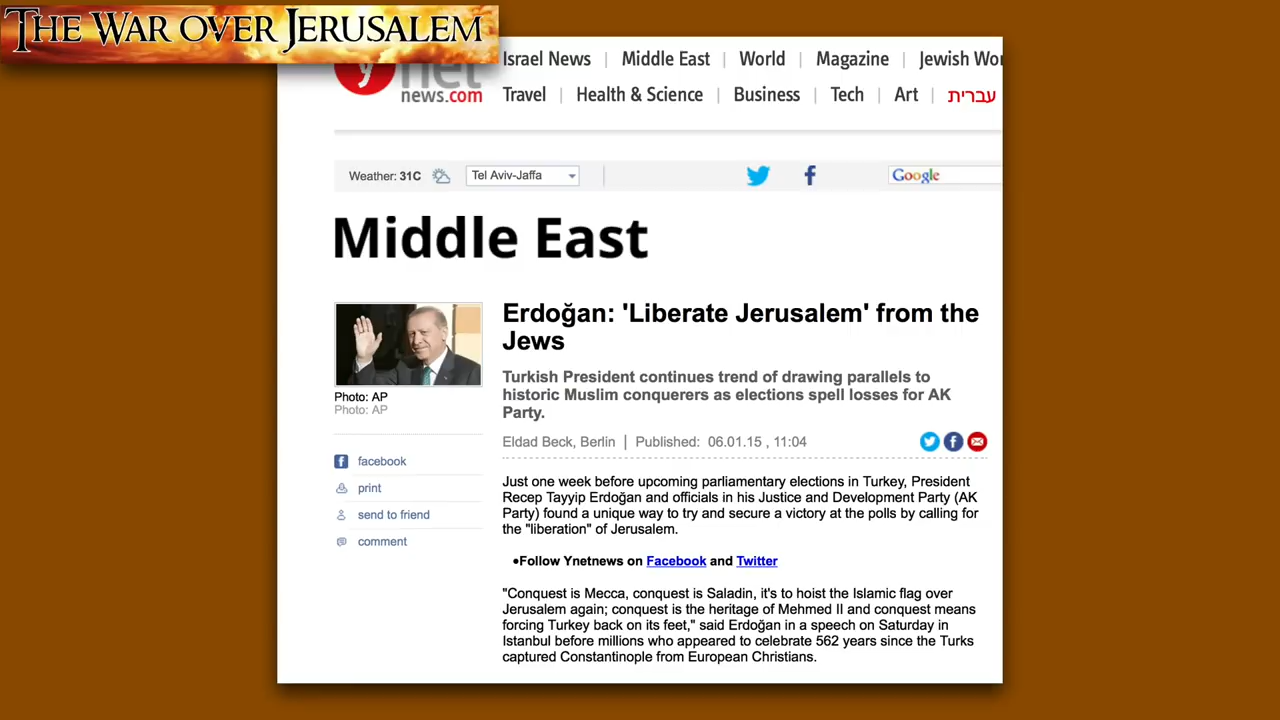 THE WAR OVER JERUSALEM
ynet
news.com
Israel News | Middle East | World | Magazine | Jewish Wor
Travel | Health & Science | Business | Tech | Art | עברית
Weather: 31C Tel Aviv-Jaffa Google
Middle East
Erdoğan: 'Liberate Jerusalem' from the
Jews
Turkish President continues trend of drawing parallels to
historic Muslim conquerers as elections spell losses for AK
Party.
Eldad Beck, Berlin | Published: 06.01.15 , 11:04
Photo: AP
Photo: AP
facebook
print
send to friend
comment
Just one week before upcoming parliamentary elections in Turkey, President
Recep Tayyip Erdoğan and officials in his Justice and Development Party (AK
Party) found a unique way to try and secure a victory at the polls by calling for
the "liberation" of Jerusalem.
•Follow Ynetnews on Facebook and Twitter
"Conquest is Mecca, conquest is Saladin, it's to hoist the Islamic flag over
Jerusalem again; conquest is the heritage of Mehmed II and conquest means
forcing Turkey back on its feet," said Erdoğan in a speech on Saturday in
Istanbul before millions who appeared to celebrate 562 years since the Turks
captured Constantinople from European Christians.